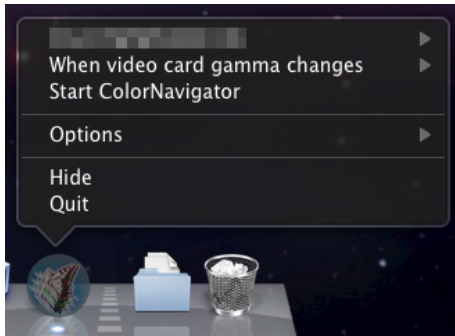 When video card gamma changes
Start ColorNavigator
Options
Hide
Quit